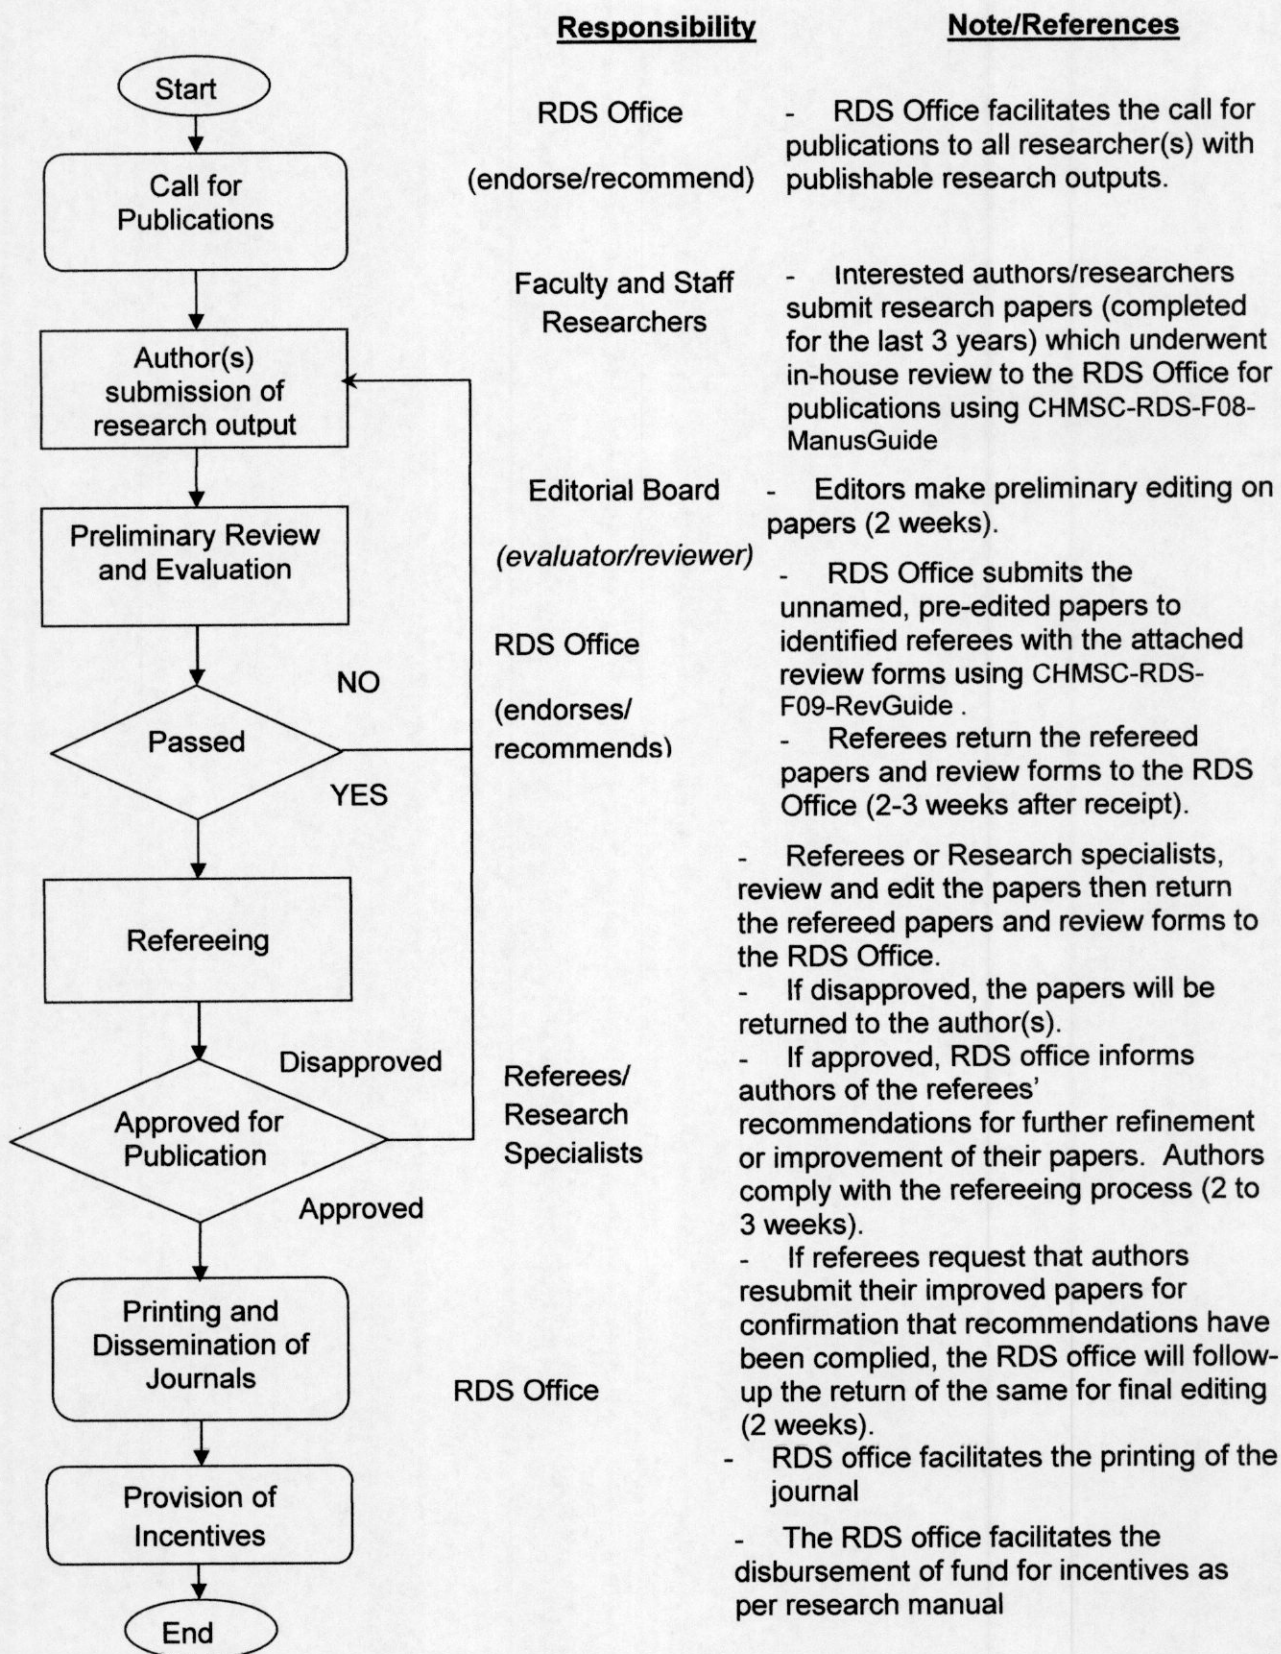 Responsibility
Note/References
Start
RDS Office
(endorse/recommend)
- RDS Office facilitates the call for
publications to all researcher(s) with
publishable research outputs.
Call for
Publications
Faculty and Staff
Researchers
- Interested authors/researchers
submit research papers (completed
for the last 3 years) which underwent
in-house review to the RDS Office for
publications using CHMSC-RDS-F08-
ManusGuide
Author(s)
submission of
research output
Editorial Board
(evaluator/reviewer)
- Editors make preliminary editing on
papers (2 weeks).
Preliminary Review
and Evaluation
RDS Office
(endorses/
recommends)
- RDS Office submits the
unnamed, pre-edited papers to
identified referees with the attached
review forms using CHMSC-RDS-
F09-RevGuide .
- Referees return the refereed
papers and review forms to the RDS
Office (2-3 weeks after receipt).
NO
Passed
YES
- Referees or Research specialists,
review and edit the papers then return
the refereed papers and review forms to
the RDS Office.
- If disapproved, the papers will be
returned to the author(s).
- If approved, RDS office informs
authors of the referees'
recommendations for further refinement
or improvement of their papers. Authors
comply with the refereeing process (2 to
3 weeks).
- If referees request that authors
resubmit their improved papers for
confirmation that recommendations have
been complied, the RDS office will follow-
up the return of the same for final editing
(2 weeks).
Refereeing
Disapproved
Referees/
Research
Specialists
Approved for
Publication
Approved
Printing and
Dissemination of
Journals
RDS Office
- RDS office facilitates the printing of the
journal
Provision of
Incentives
- The RDS office facilitates the
disbursement of fund for incentives as
per research manual
End